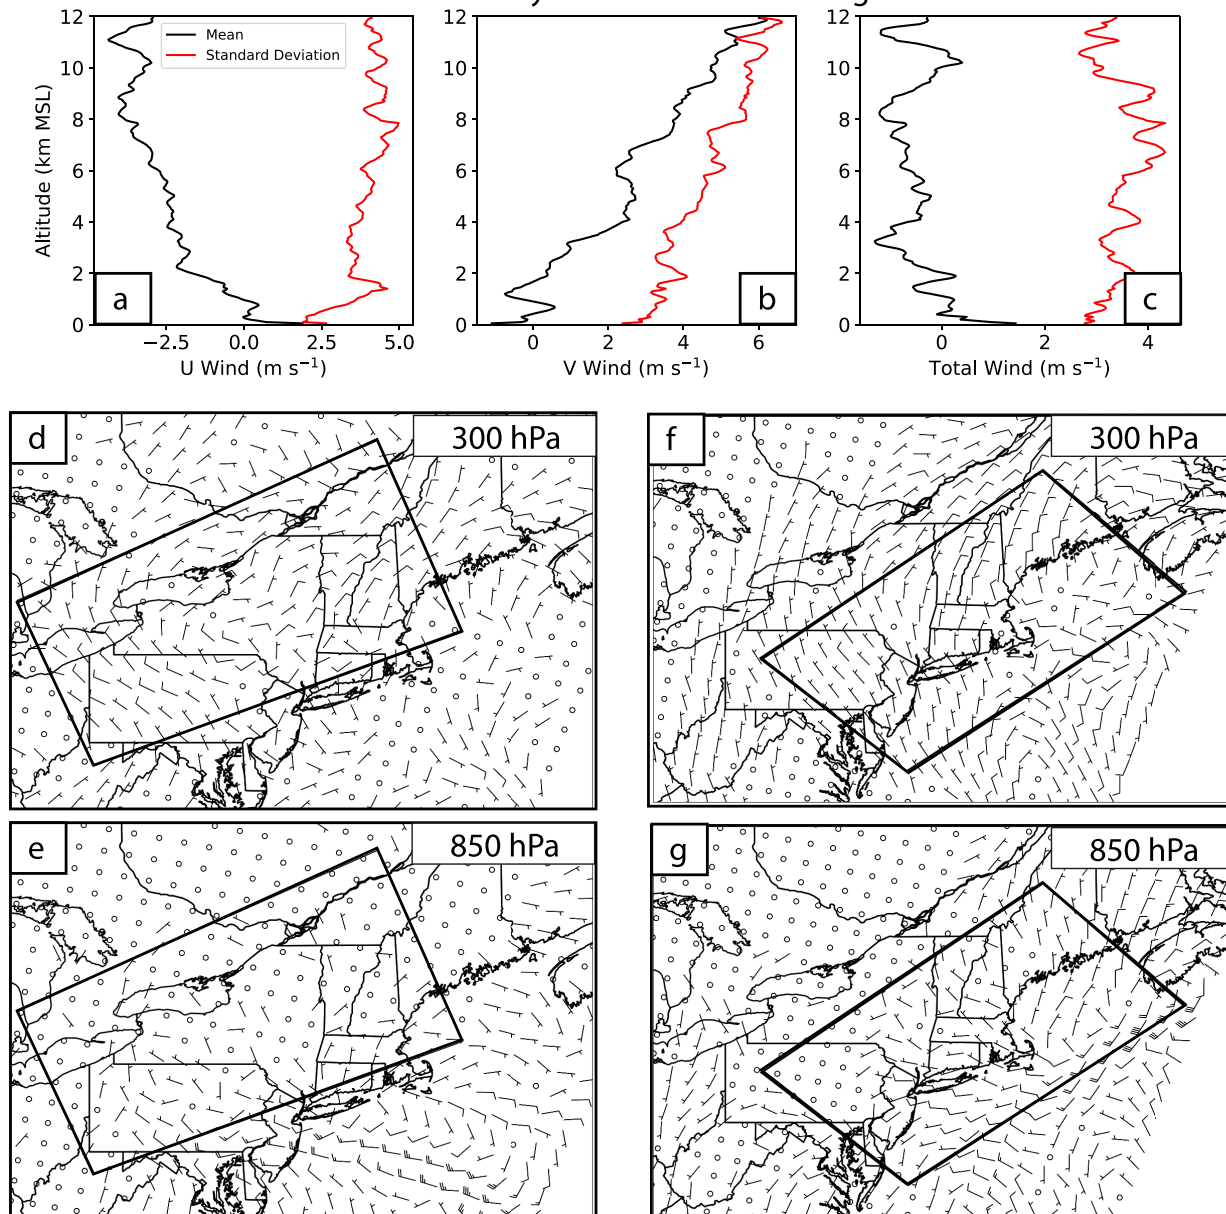 12
10
8
6
4
2
0
Altitude (km MSL)
Mean
Standard Deviation
a
−2.5
0.0
2.5
5.0
U Wind (m s⁻¹)
12
10
8
6
4
2
0
b
0
2
4
6
V Wind (m s⁻¹)
12
10
8
6
4
2
0
c
0
2
4
Total Wind (m s⁻¹)
d
300 hPa
f
300 hPa
e
850 hPa
g
850 hPa